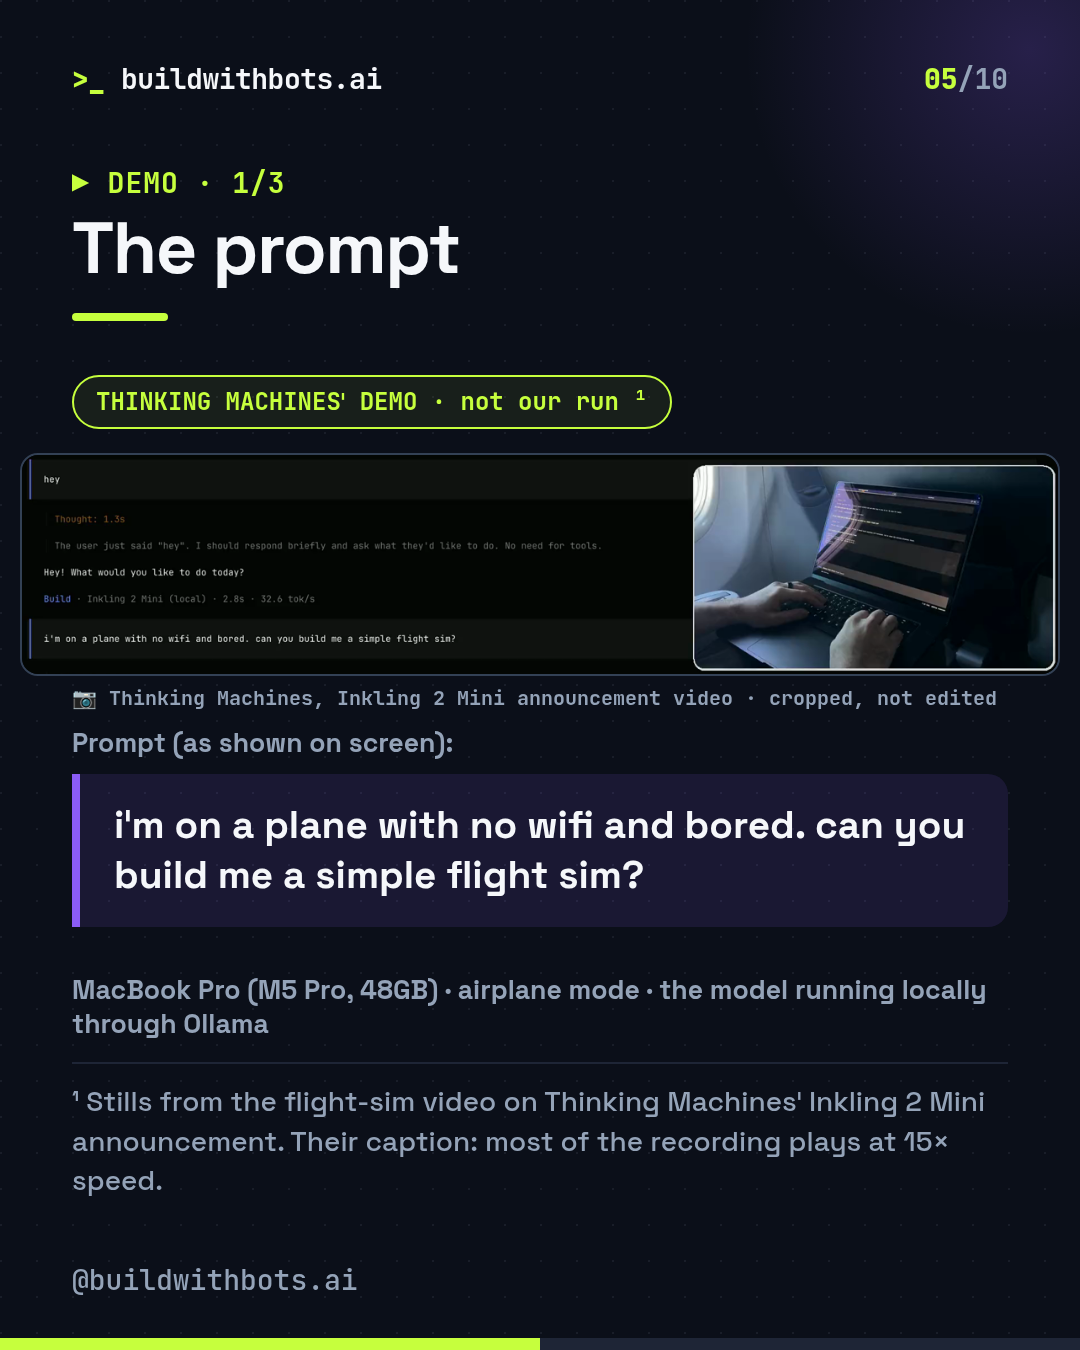 >_ buildwithbots.ai
05/10
▶ DEMO · 1/3
The prompt
THINKING MACHINES' DEMO · not our run ¹
hey
Thought: 1.3s
The user just said "hey". I should respond briefly and ask what they'd like to do. No need for tools.
Hey! What would you like to do today?
Build · Inkling 2 Mini (local) · 2.8s · 32.6 tok/s
i'm on a plane with no wifi and bored. can you build me a simple flight sim?
📷 Thinking Machines, Inkling 2 Mini announcement video · cropped, not edited
Prompt (as shown on screen):
i'm on a plane with no wifi and bored. can you
build me a simple flight sim?
MacBook Pro (M5 Pro, 48GB) · airplane mode · the model running locally
through Ollama
¹ Stills from the flight-sim video on Thinking Machines' Inkling 2 Mini
announcement. Their caption: most of the recording plays at 15×
speed.
@buildwithbots.ai